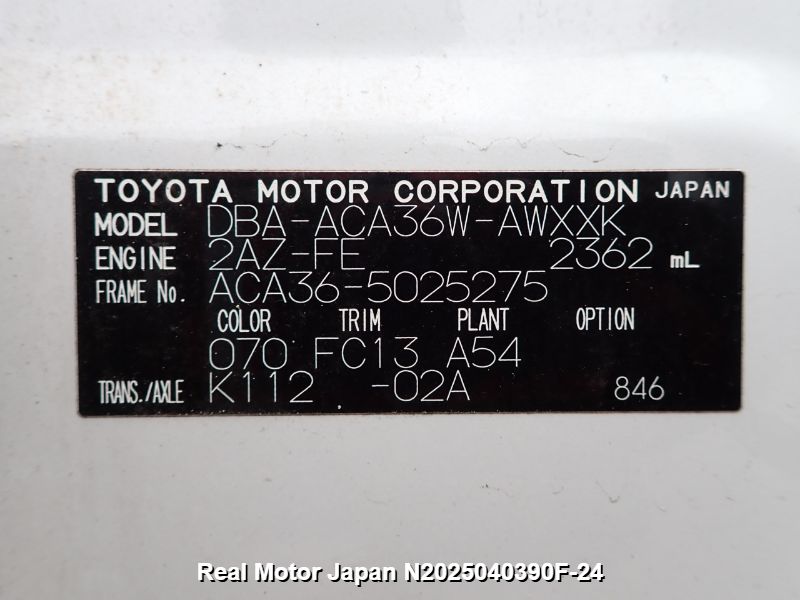 TOYOTA MOTOR CORPORATION JAPAN
MODEL DBA-ACA36W-AWXXK
ENGINE 2AZ-FE 2362 mL
FRAME No. ACA36-5025275
COLOR TRIM PLANT OPTION
070 FC13 A54
TRANS./AXLE K112 -02A 846
Real Motor Japan N2025040390F-24